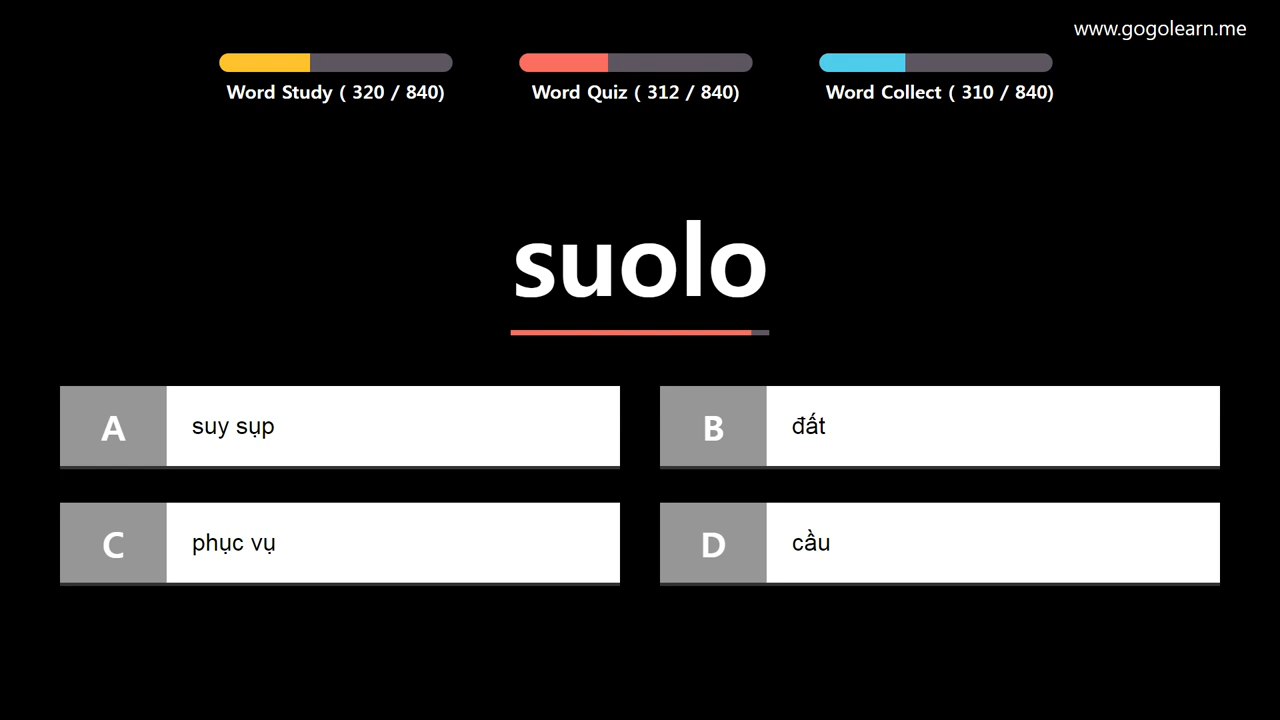 www.gogolearn.me
Word Study ( 320 / 840)
Word Quiz ( 312 / 840)
Word Collect ( 310 / 840)
suolo
A suy sụp
B đất
C phục vụ
D cầu